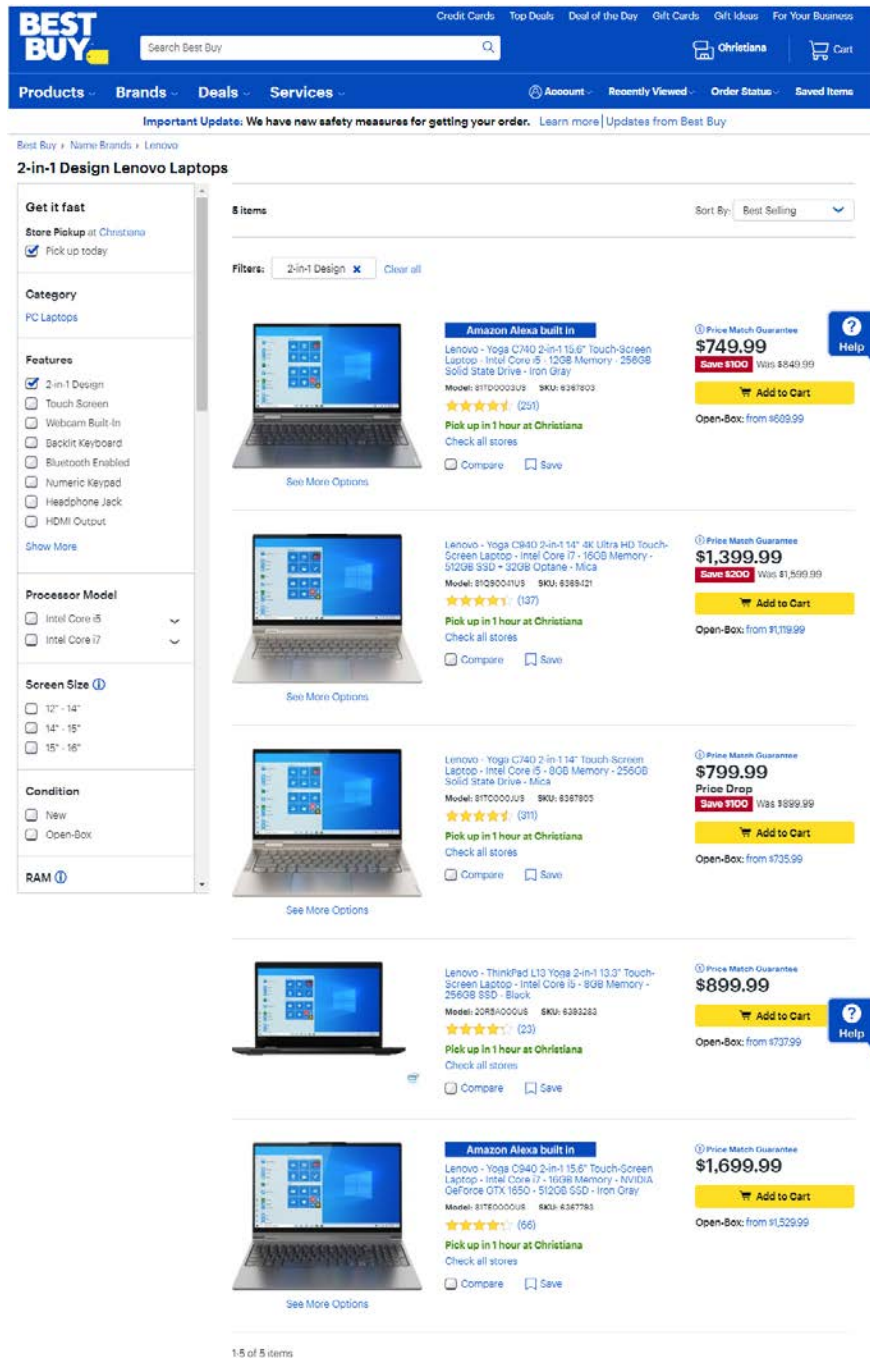 BEST
BUY
Credit Cards Top Deals Deal of the Day Gift Cards Gift Ideas For Your Business
Search Best Buy
Christiana
Cart
Products Brands Deals Services
Account Recently Viewed Order Status Saved Items
Important Update: We have new safety measures for getting your order. Learn more | Updates from Best Buy
Best Buy › Name Brands › Lenovo
2-in-1 Design Lenovo Laptops
Get it fast
Store Pickup at Christiana
Pick up today
Category
PC Laptops
Features
2-in-1 Design
Touch Screen
Webcam Built-In
Backlit Keyboard
Bluetooth Enabled
Numeric Keypad
Headphone Jack
HDMI Output
Show More
Processor Model
Intel Core i5
Intel Core i7
Screen Size
12" - 14"
14" - 15"
15" - 16"
Condition
New
Open-Box
RAM
5 items
Sort By: Best Selling
Filters: 2-in-1 Design × Clear all
Amazon Alexa built in
Lenovo - Yoga C740 2-in-1 15.6" Touch-Screen
Laptop - Intel Core i5 - 12GB Memory - 256GB
Solid State Drive - Iron Gray
Model: 81TD0003US SKU: 6367803
(251)
Pick up in 1 hour at Christiana
Check all stores
Compare Save
See More Options
Price Match Guarantee
$749.99
Save $100 Was $849.99
Add to Cart
Open-Box: from $689.99
?
Help
Lenovo - Yoga C940 2-in-1 14" 4K Ultra HD Touch-
Screen Laptop - Intel Core i7 - 16GB Memory -
512GB SSD + 32GB Optane - Mica
Model: 81Q90041US SKU: 6369421
(137)
Pick up in 1 hour at Christiana
Check all stores
Compare Save
See More Options
Price Match Guarantee
$1,399.99
Save $200 Was $1,599.99
Add to Cart
Open-Box: from $1,119.99
Lenovo - Yoga C740 2-in-1 14" Touch-Screen
Laptop - Intel Core i5 - 8GB Memory - 256GB
Solid State Drive - Mica
Model: 81TC000JUS SKU: 6367805
(311)
Pick up in 1 hour at Christiana
Check all stores
Compare Save
See More Options
Price Match Guarantee
$799.99
Price Drop
Save $100 Was $899.99
Add to Cart
Open-Box: from $735.99
Lenovo - ThinkPad L13 Yoga 2-in-1 13.3" Touch-
Screen Laptop - Intel Core i5 - 8GB Memory -
256GB SSD - Black
Model: 20R5A000US SKU: 6393283
(23)
Pick up in 1 hour at Christiana
Check all stores
Compare Save
Price Match Guarantee
$899.99
Add to Cart
Open-Box: from $737.99
?
Help
Amazon Alexa built in
Lenovo - Yoga C940 2-in-1 15.6" Touch-Screen
Laptop - Intel Core i7 - 16GB Memory - NVIDIA
GeForce GTX 1650 - 512GB SSD - Iron Gray
Model: 81TE0000US SKU: 6367793
(66)
Pick up in 1 hour at Christiana
Check all stores
Compare Save
See More Options
Price Match Guarantee
$1,699.99
Add to Cart
Open-Box: from $1,529.99
1-5 of 5 items